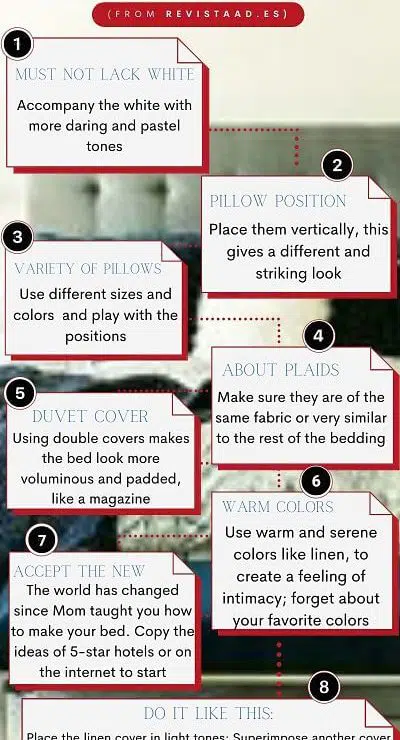 (FROM REVISTAAD.ES)
1
MUST NOT LACK WHITE
Accompany the white with
more daring and pastel
tones
2
PILLOW POSITION
Place them vertically, this
gives a different and
striking look
3
VARIETY OF PILLOWS
Use different sizes and
colors and play with the
positions
4
ABOUT PLAIDS
Make sure they are of the
same fabric or very similar
to the rest of the bedding
5
DUVET COVER
Using double covers makes
the bed look more
voluminous and padded,
like a magazine
6
WARM COLORS
Use warm and serene
colors like linen, to
create a feeling of
intimacy; forget about
your favorite colors
7
ACCEPT THE NEW
The world has changed
since Mom taught you how
to make your bed. Copy the
ideas of 5-star hotels or on
the internet to start
8
DO IT LIKE THIS:
Place the linen cover in light tones; Superimpose another cover